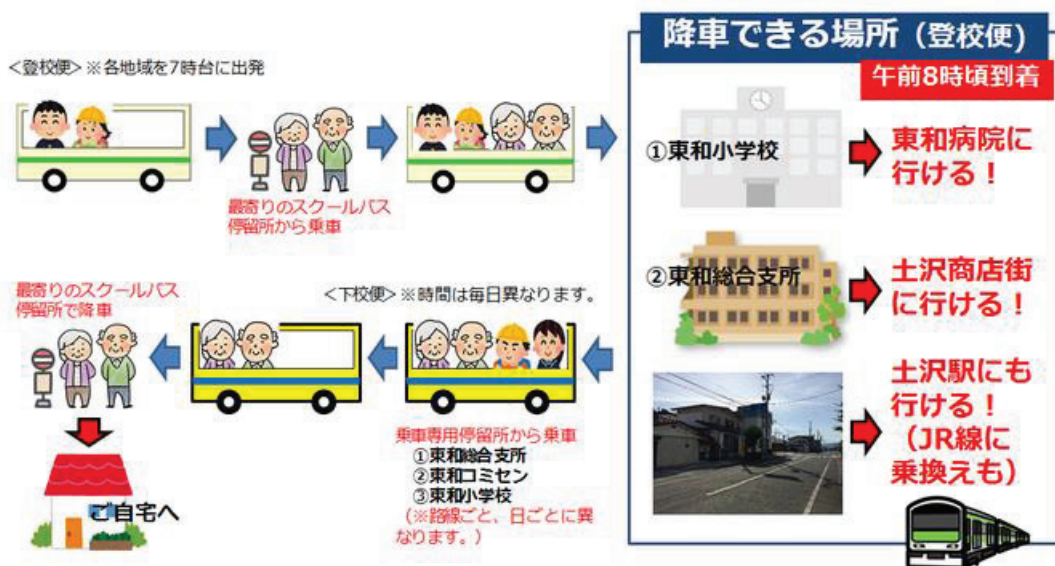 <登校便>※各地域を7時台に出発
最寄りのスクールバス
停留所から乗車
降車できる場所（登校便）
午前8時頃到着
①東和小学校
東和病院に
行ける！
②東和総合支所
土沢商店街
に行ける！
土沢駅にも
行ける！
（JR線に
乗換えも）
<下校便>※時間は毎日異なります。
乗車専用停留所から乗車
①東和総合支所
②東和コミセン
③東和小学校
（※路線ごと、日ごとに異
なります。）
最寄りのスクールバス
停留所で降車
ご自宅へ